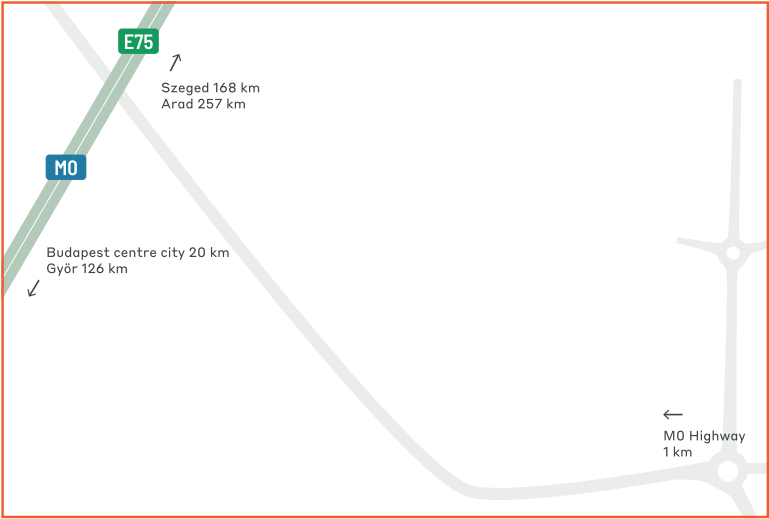 E75
Szeged 168 km
Arad 257 km
M0
Budapest centre city 20 km
Györ 126 km
M0 Highway
1 km